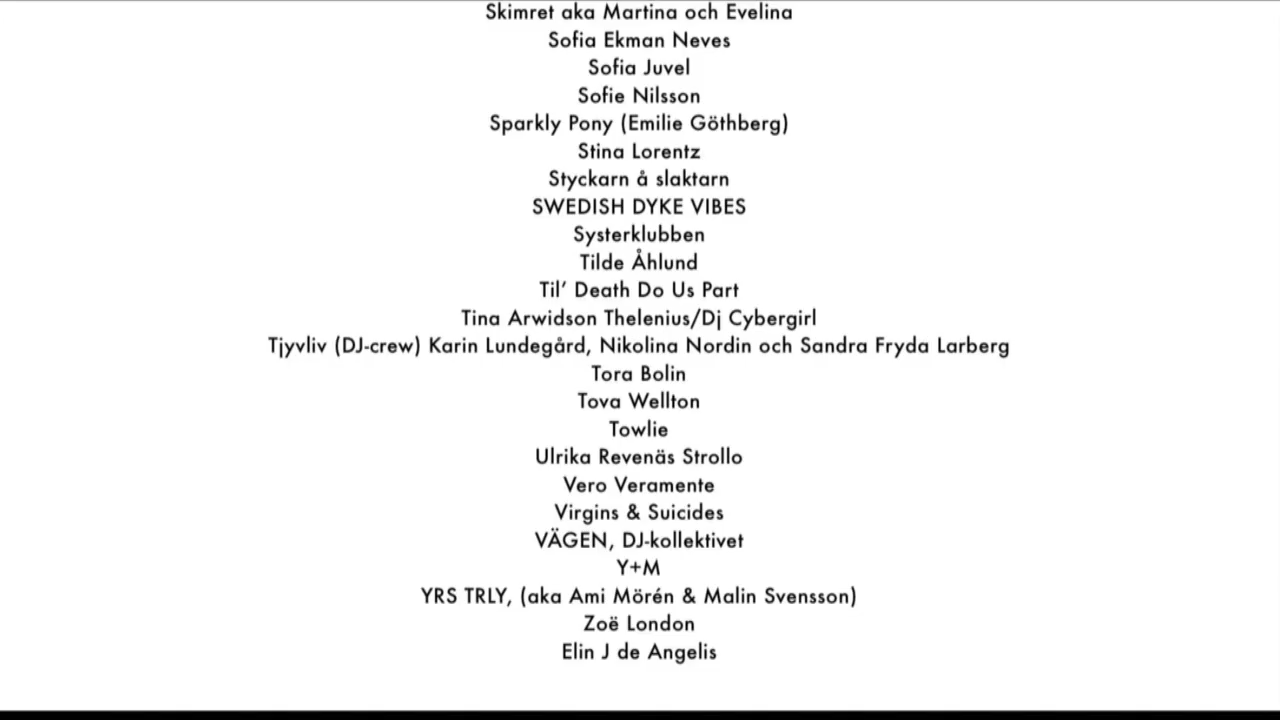 Skimret aka Martina och Evelina
Sofia Ekman Neves
Sofia Juvel
Sofie Nilsson
Sparkly Pony (Emilie Göthberg)
Stina Lorentz
Styckarn å slaktarn
SWEDISH DYKE VIBES
Systerklubben
Tilde Åhlund
Til’ Death Do Us Part
Tina Arwidson Thelenius/Dj Cybergirl
Tjyvliv (DJ-crew) Karin Lundegård, Nikolina Nordin och Sandra Fryda Larberg
Tora Bolin
Tova Wellton
Towlie
Ulrika Revenäs Strollo
Vero Veramente
Virgins & Suicides
VÄGEN, DJ-kollektivet
Y+M
YRS TRLY, (aka Ami Mörén & Malin Svensson)
Zoë London
Elin J de Angelis